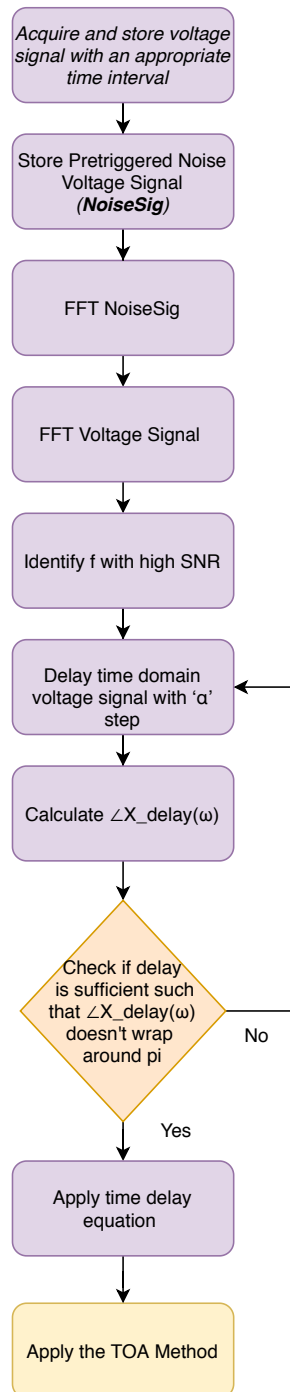 Acquire and store voltage
signal with an appropriate
time interval
Store Pretriggered Noise
Voltage Signal
(NoiseSig)
FFT NoiseSig
FFT Voltage Signal
Identify f with high SNR
Delay time domain
voltage signal with ‘α’
step
Calculate ∠X_delay(ω)
Check if delay
is sufficient such
that ∠X_delay(ω)
doesn't wrap
around pi
No
Yes
Apply time delay
equation
Apply the TOA Method